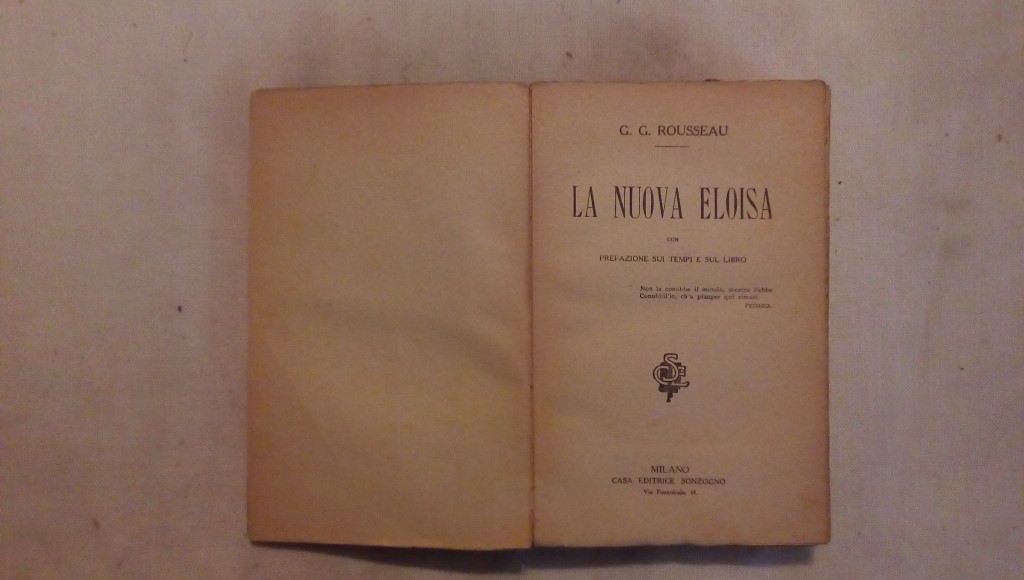 G. G. ROUSSEAU
LA NUOVA ELOISA
CON
PREFAZIONE SUI TEMPI E SUL LIBRO
Non la conobbe il mondo, mentre l'ebbe
Conobbill'io, ch'a pianger qui rimasi.
PETRARCA.
MILANO
CASA EDITRICE SONZOGNO
Via Pasquirolo, 14.